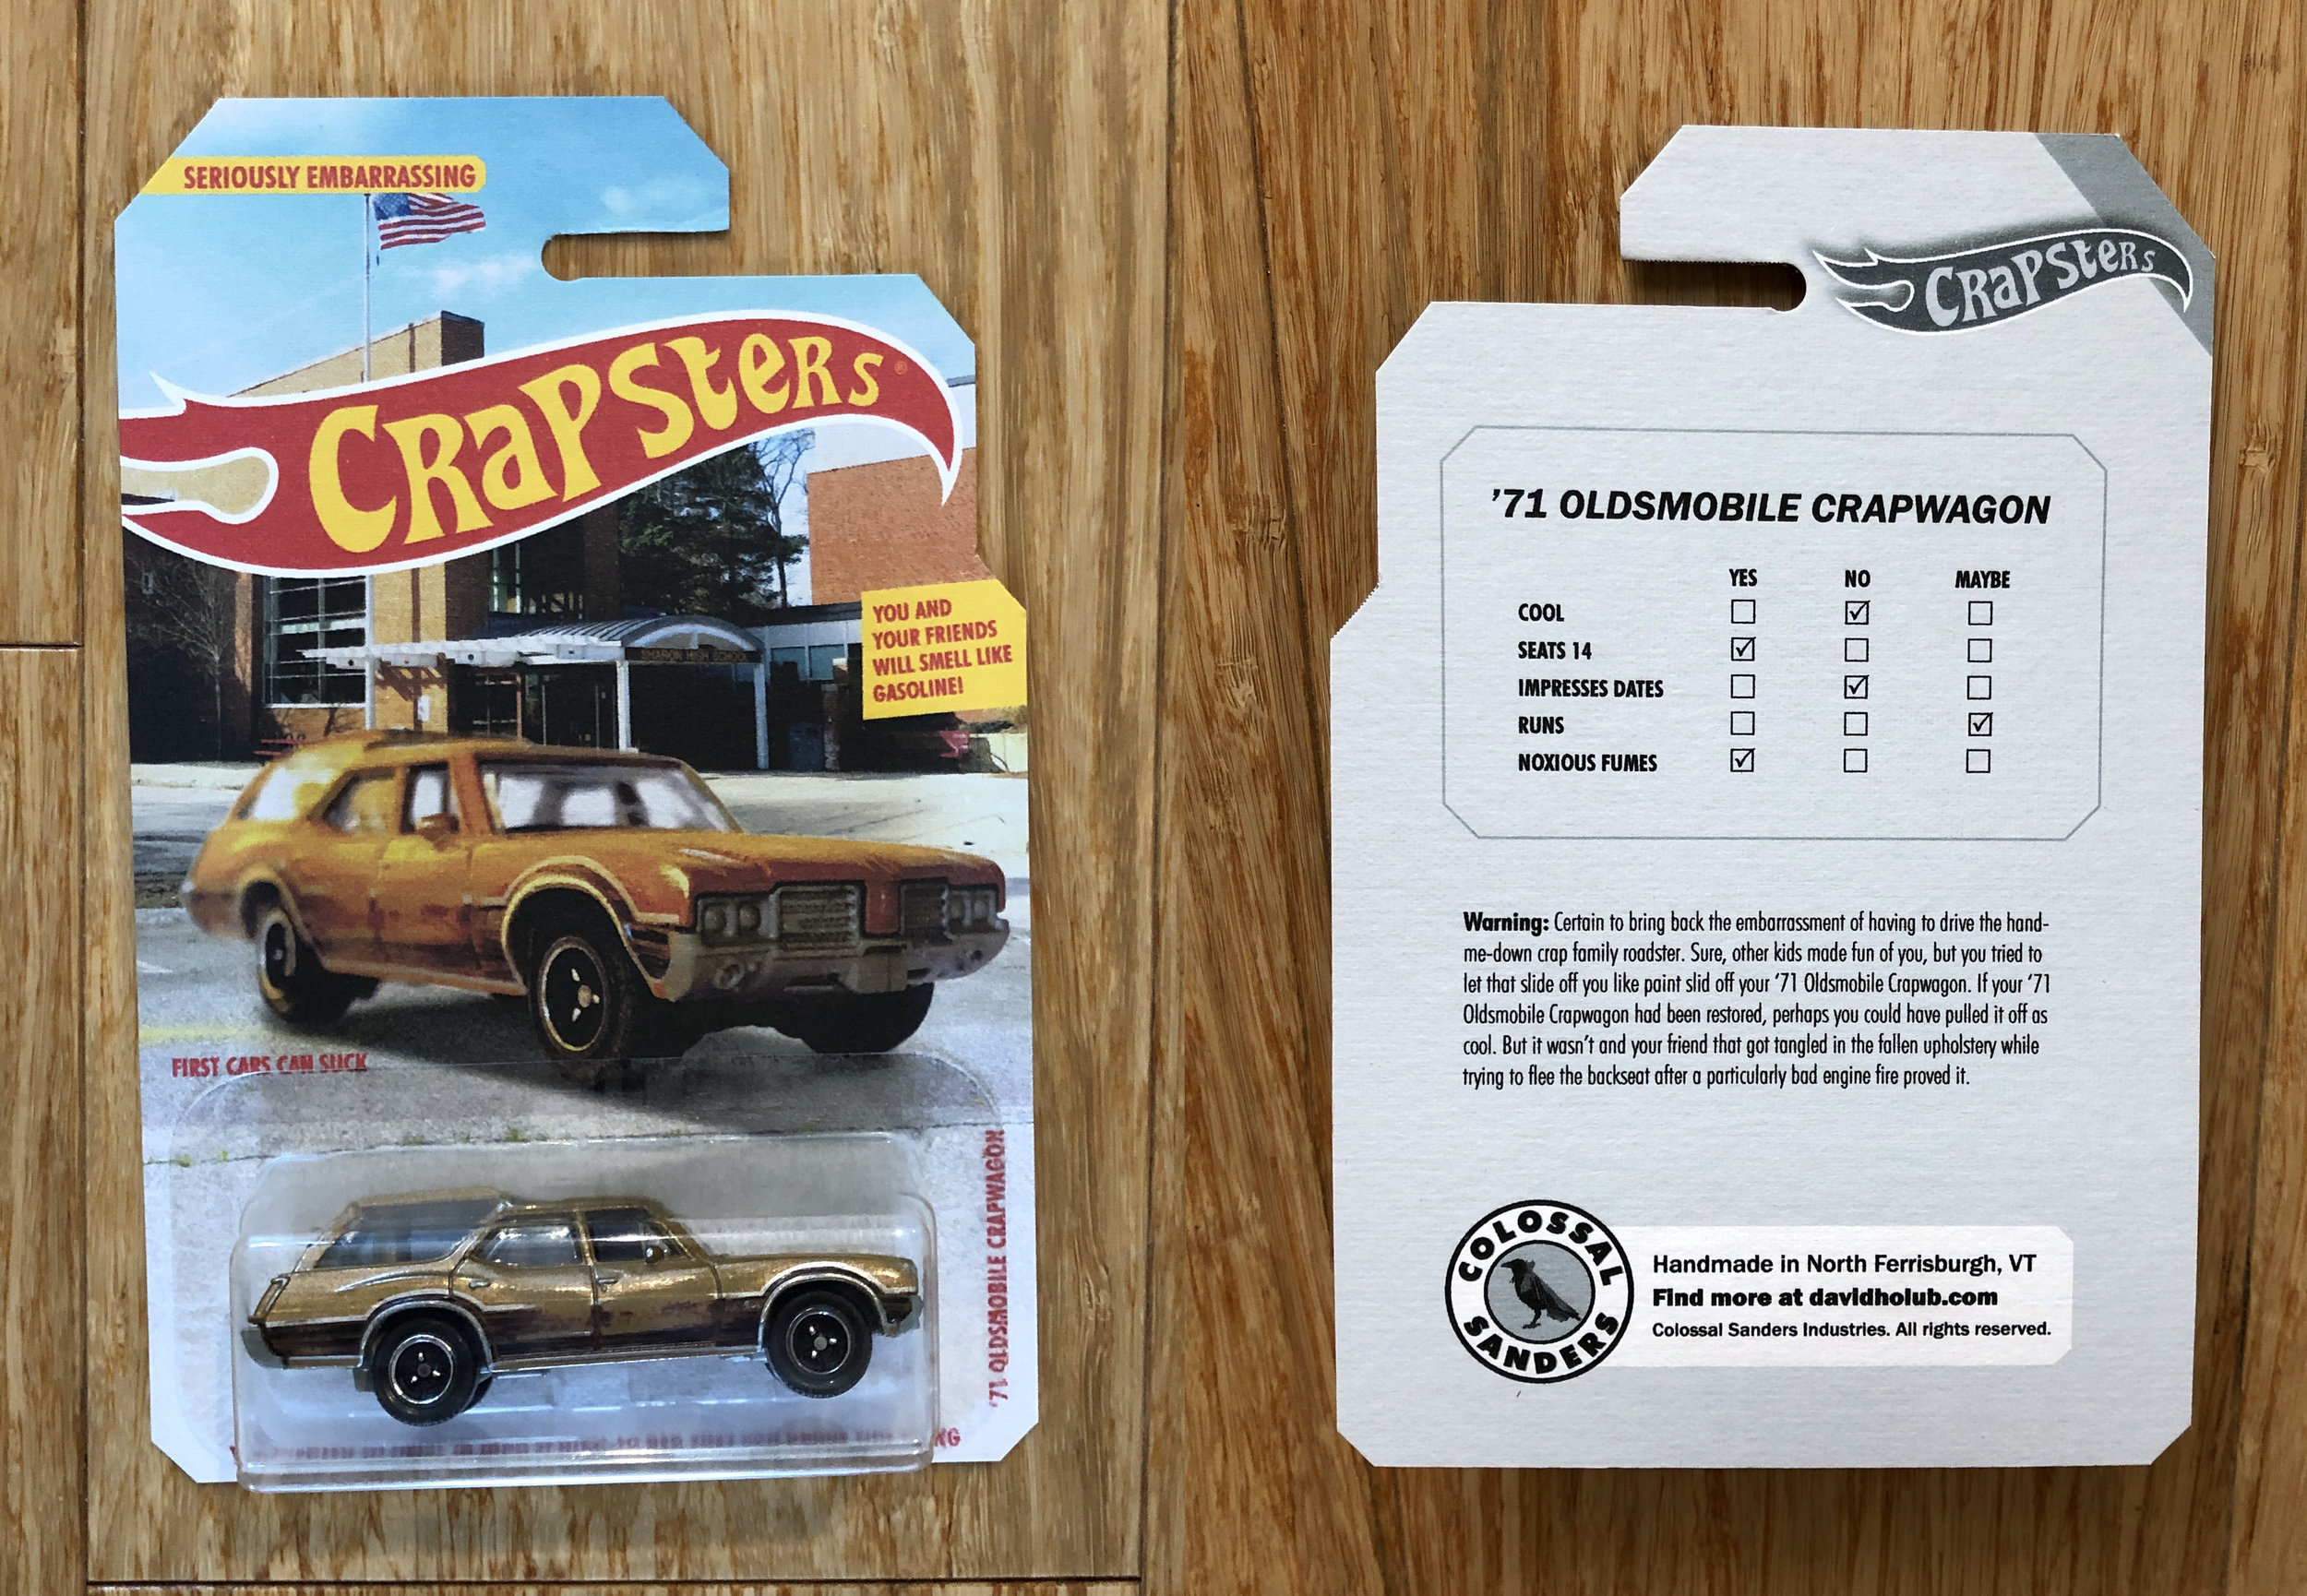 SERIOUSLY EMBARRASSING
CRaPSteRS®
SHARON HIGH SCHOOL
YOU AND
YOUR FRIENDS
WILL SMELL LIKE
GASOLINE!
FIRST CARS CAN SUCK
'71 OLDSMOBILE CRAPWAGON
CRaPSteRS
'71 OLDSMOBILE CRAPWAGON
YES NO MAYBE
COOL
SEATS 14
IMPRESSES DATES
RUNS
NOXIOUS FUMES
Warning: Certain to bring back the embarrassment of having to drive the hand-
me-down crap family roadster. Sure, other kids made fun of you, but you tried to
let that slide off you like paint slid off your '71 Oldsmobile Crapwagon. If your '71
Oldsmobile Crapwagon had been restored, perhaps you could have pulled it off as
cool. But it wasn't and your friend that got tangled in the fallen upholstery while
trying to flee the backseat after a particularly bad engine fire proved it.
COLOSSAL
SANDERS
Handmade in North Ferrisburgh, VT
Find more at davidholub.com
Colossal Sanders Industries. All rights reserved.